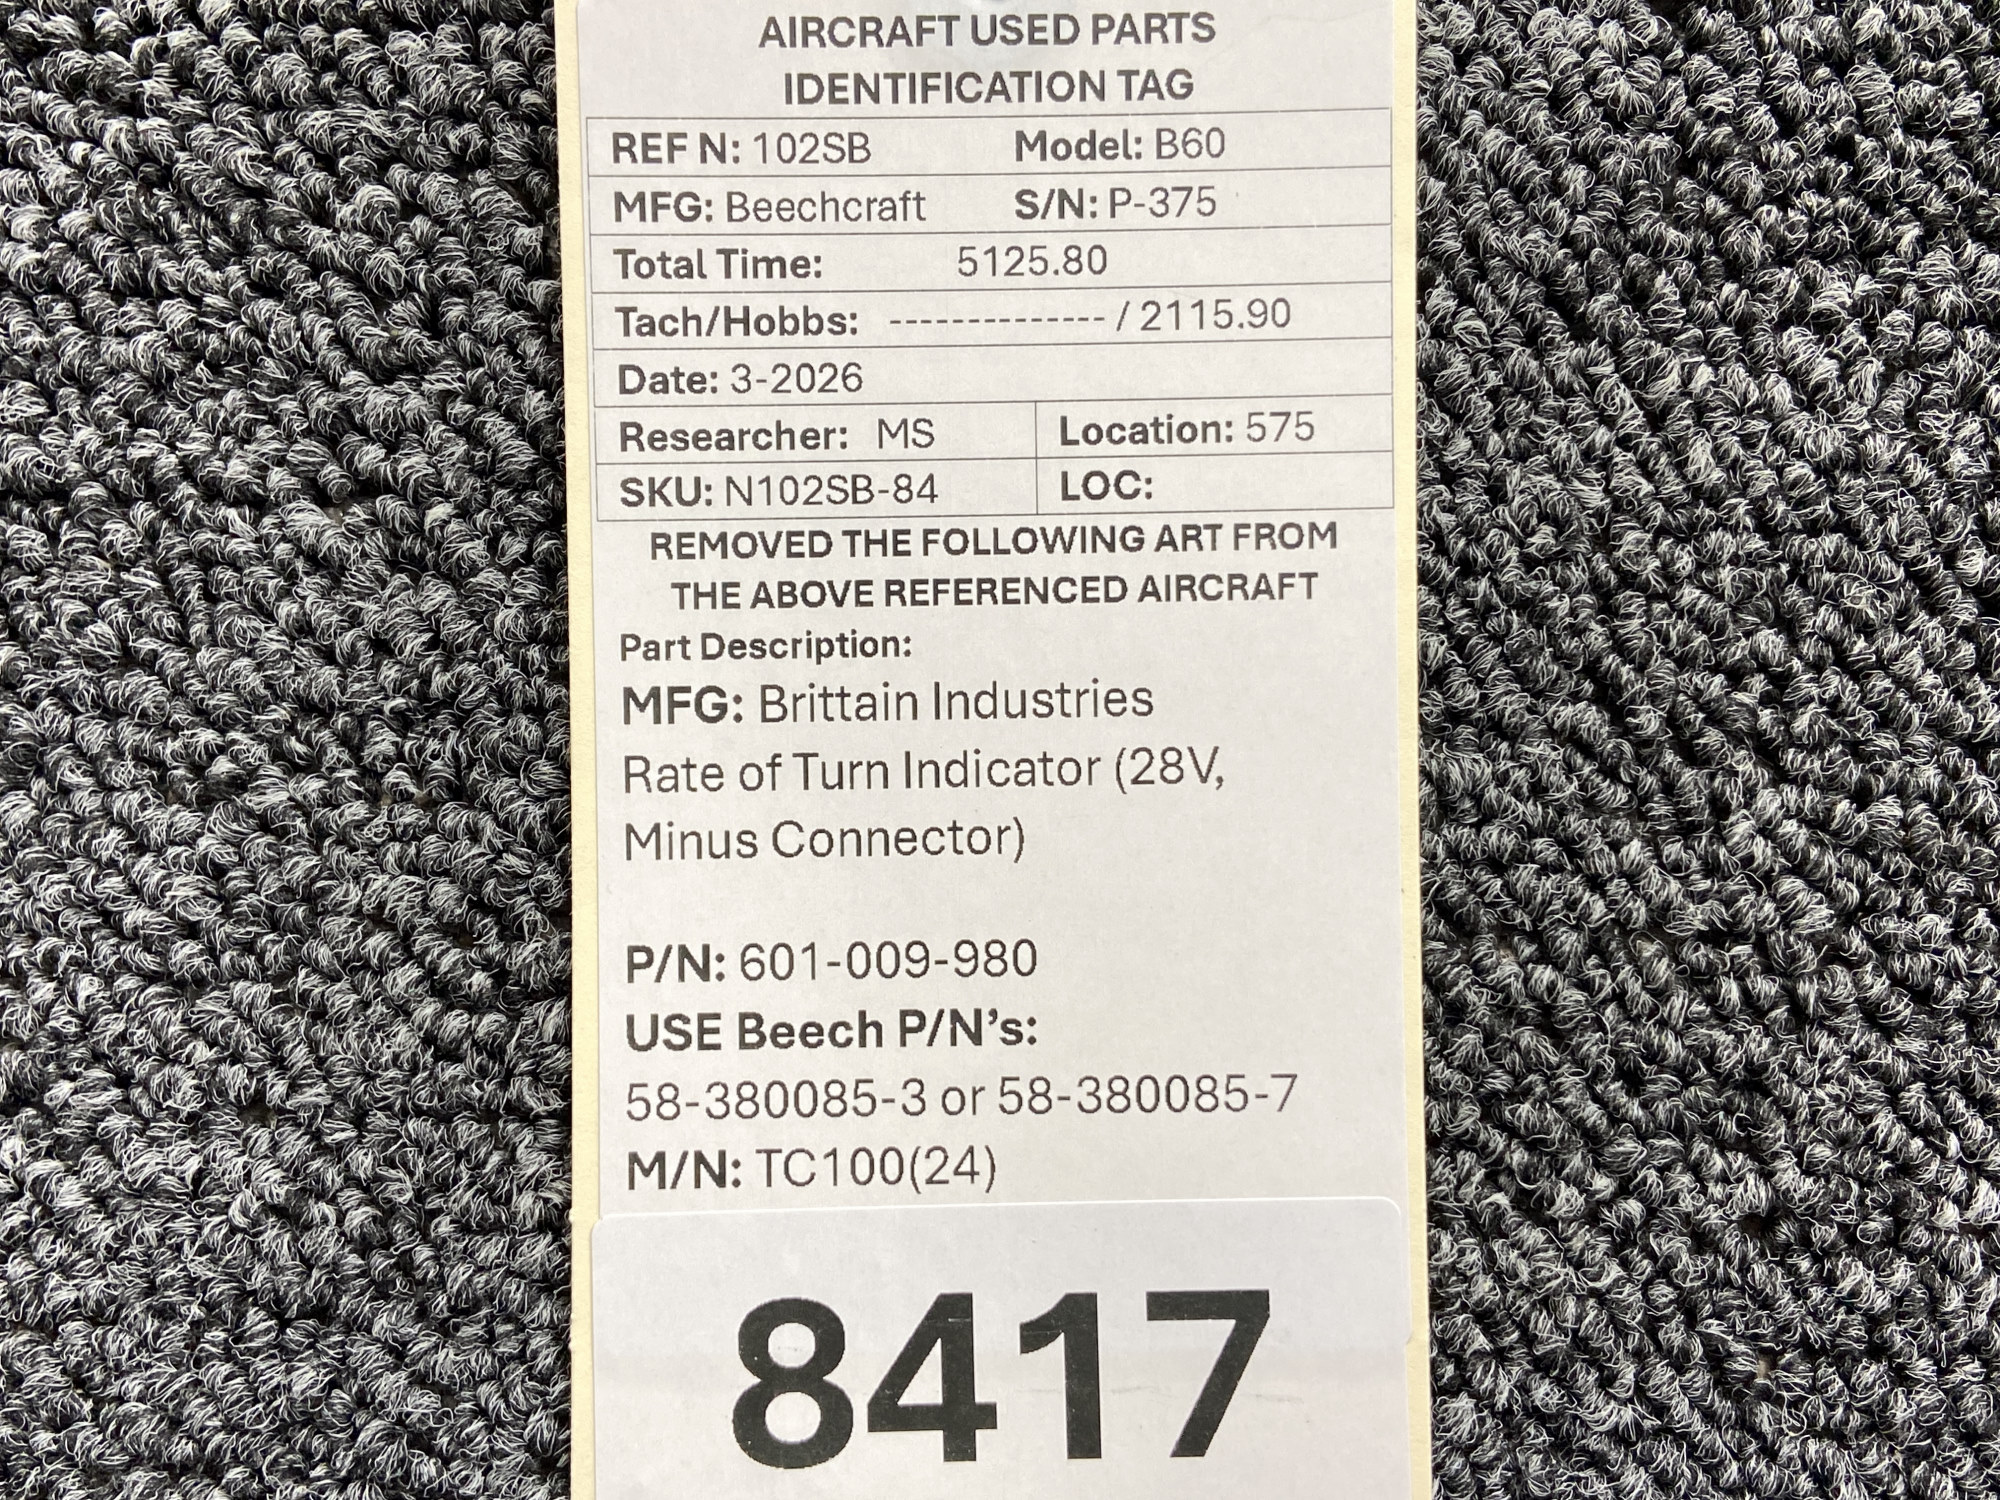 AIRCRAFT USED PARTS
IDENTIFICATION TAG
REF N: 102SB Model: B60
MFG: Beechcraft S/N: P-375
Total Time: 5125.80
Tach/Hobbs: -------------- / 2115.90
Date: 3-2026
Researcher: MS Location: 575
SKU: N102SB-84 LOC:
REMOVED THE FOLLOWING ART FROM
THE ABOVE REFERENCED AIRCRAFT
Part Description:
MFG: Brittain Industries
Rate of Turn Indicator (28V,
Minus Connector)
P/N: 601-009-980
USE Beech P/N's:
58-380085-3 or 58-380085-7
M/N: TC100(24)
8417